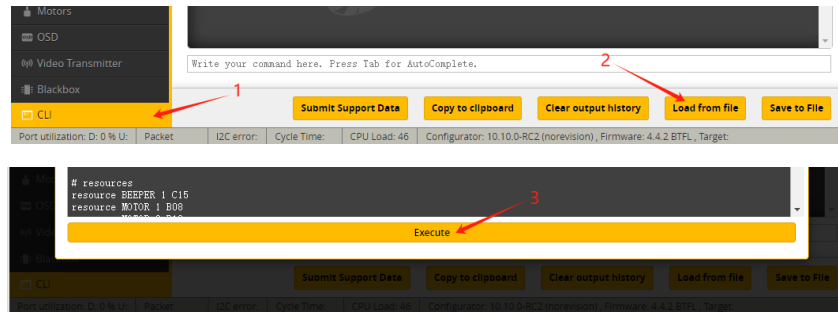 Motors
OSD
Video Transmitter
Write your command here. Press Tab for AutoComplete.
2
Blackbox
1
CLI
Submit Support Data
Copy to clipboard
Clear output history
Load from file
Save to File
Port utilization: D: 0 % U:
Packet
I2C error:
Cycle Time:
CPU Load: 46
Configurator: 10.10.0-RC2 (norevision) , Firmware: 4.4.2 BTFL , Target:
# resources
resource BEEPER 1 C15
resource MOTOR 1 B08
3
Execute
CLI
Submit Support Data
Copy to clipboard
Clear output history
Load from file
Save to File
Port utilization: D: 0 % U:
Packet
I2C error:
Cycle Time:
CPU Load: 46
Configurator: 10.10.0-RC2 (norevision) , Firmware: 4.4.2 BTFL , Target: